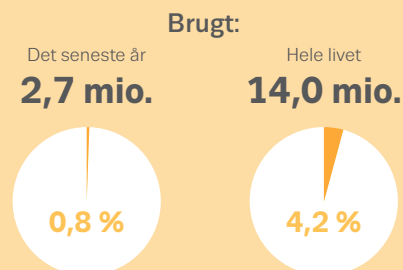 Brugt:
Det seneste år
2,7 mio.
0,8 %
Hele livet
14,0 mio.
4,2 %